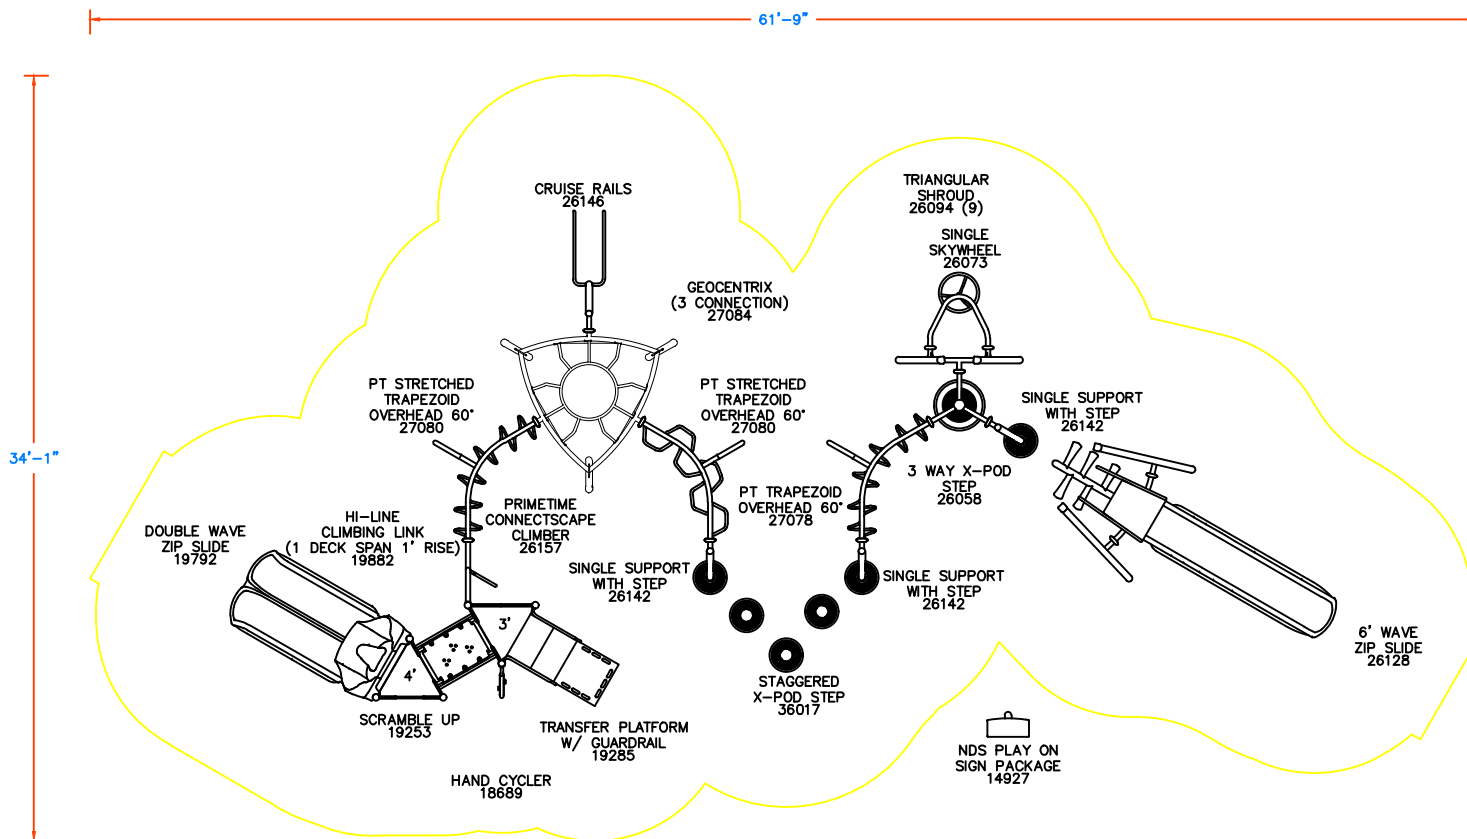 61'-9"
34'-1"
CRUISE RAILS
26146
TRIANGULAR
SHROUD
26094 (9)
SINGLE
SKYWHEEL
26073
GEOCENTRIX
(3 CONNECTION)
27084
PT STRETCHED
TRAPEZOID
OVERHEAD 60°
27080
PT STRETCHED
TRAPEZOID
OVERHEAD 60°
27080
SINGLE SUPPORT
WITH STEP
26142
3 WAY X-POD
STEP
26058
PT TRAPEZOID
OVERHEAD 60°
27078
PRIMETIME
CONNECTSCAPE
CLIMBER
26157
HI-LINE
CLIMBING LINK
(1 DECK SPAN 1' RISE)
19882
DOUBLE WAVE
ZIP SLIDE
19792
SINGLE SUPPORT
WITH STEP
26142
SINGLE SUPPORT
WITH STEP
26142
3'
4'
6' WAVE
ZIP SLIDE
26128
STAGGERED
X-POD STEP
36017
SCRAMBLE UP
19253
TRANSFER PLATFORM
W/ GUARDRAIL
19285
HAND CYCLER
18689
NDS PLAY ON
SIGN PACKAGE
14927